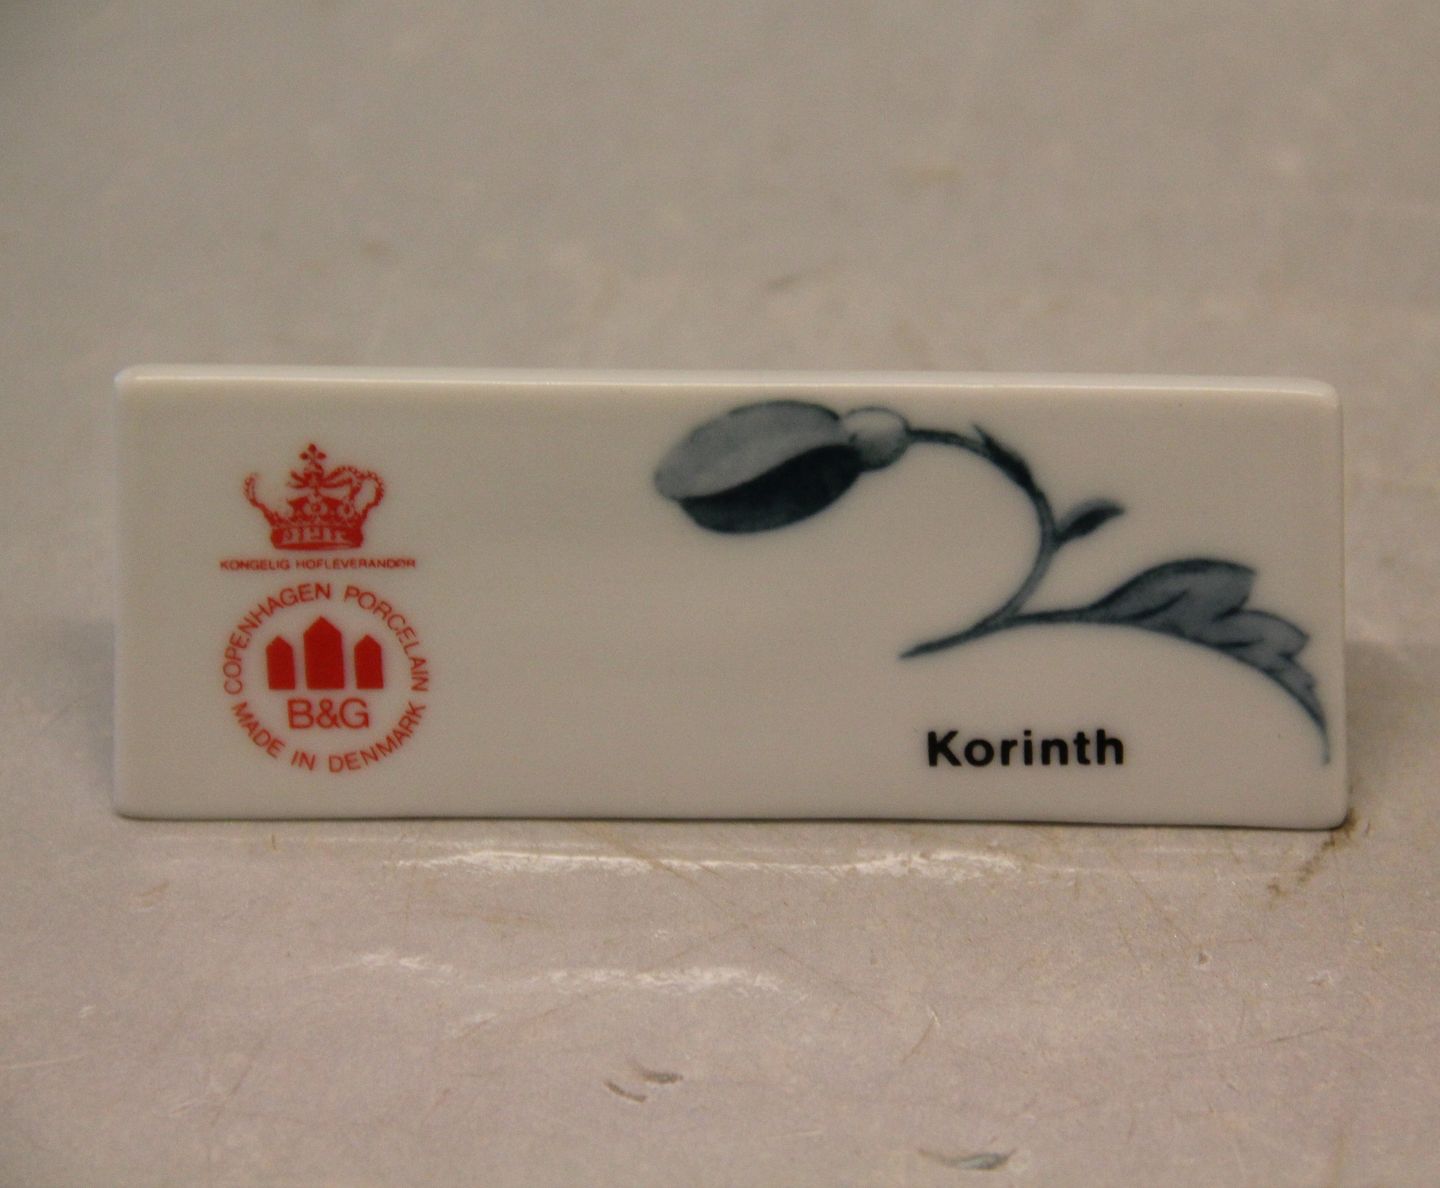 KONGELIG HOFLEVERANDØR
COPENHAGEN PORCELAIN
B&G
MADE IN DENMARK
Korinth